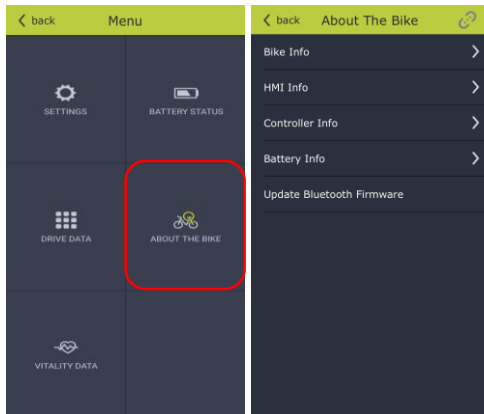 back Menu
SETTINGS
BATTERY STATUS
DRIVE DATA
ABOUT THE BIKE
VITALITY DATA
back About The Bike
Bike Info
HMI Info
Controller Info
Battery Info
Update Bluetooth Firmware